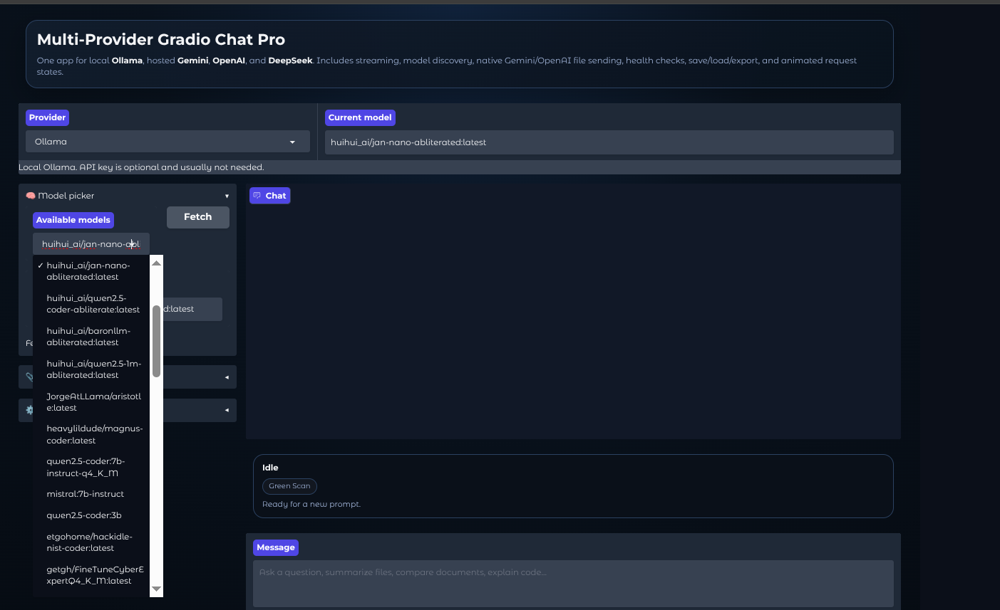 Multi-Provider Gradio Chat Pro
One app for local Ollama, hosted Gemini, OpenAI, and DeepSeek. Includes streaming, model discovery, native Gemini/OpenAI file sending, health checks, save/load/export, and animated request
states.
Provider
Ollama
Current model
huihui_ai/jan-nano-abliterated:latest
Local Ollama. API key is optional and usually not needed.
Model picker
Available models
Fetch
huihui_ai/jan-nano-abl
✓ huihui_ai/jan-nano-
abliterated:latest
huihui_ai/qwen2.5-
coder-abliterate:latest
huihui_ai/baronllm-
abliterated:latest
huihui_ai/qwen2.5-1m-
abliterated:latest
JorgeAtLLama/aristotl
e:latest
heavylildude/magnus-
coder:latest
qwen2.5-coder:7b-
instruct-q4_K_M
mistral:7b-instruct
qwen2.5-coder:3b
etgohome/hackidle-
nist-coder:latest
getgh/FineTuneCyberE
xpertQ4_K_M:latest
d:latest
Fe
Chat
Idle
Green Scan
Ready for a new prompt.
Message
Ask a question, summarize files, compare documents, explain code...